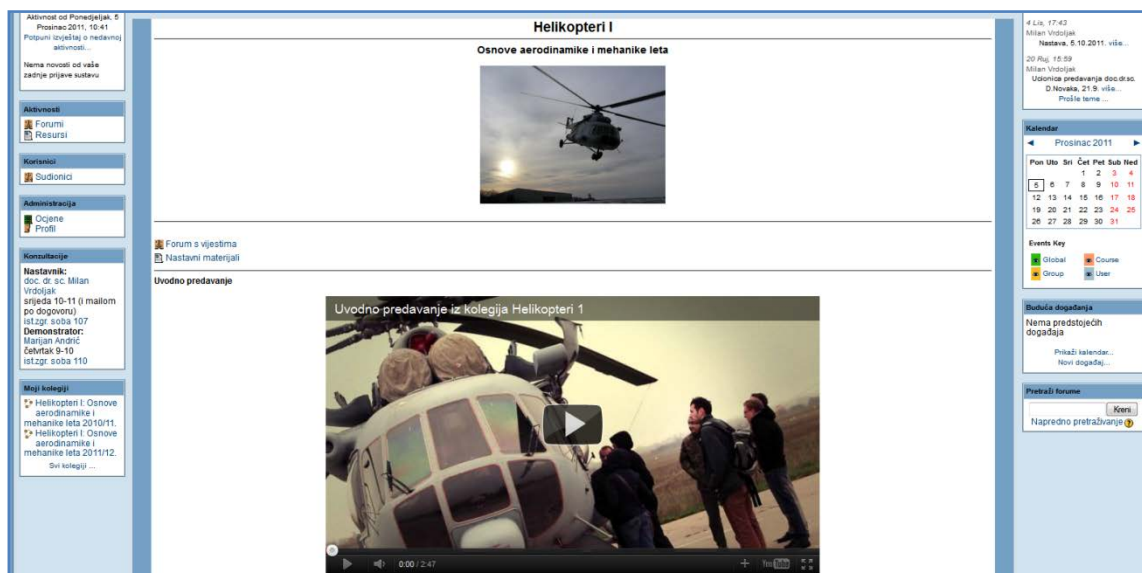 Aktivnost od Ponedjeljak, 5
Prosinac 2011, 10:41
Potpuni izvještaj o nedavnoj
aktivnosti...
Nema novosti od vaše
zadnje prijave sustavu
Aktivnosti
Forumi
Resursi
Korisnici
Sudionici
Administracija
Ocjene
Profil
Konzultacije
Nastavnik:
doc. dr. sc. Milan
Vrdoljak
srijeda 10-11 (i mailom
po dogovoru)
ist.zgr. soba 107
Demonstrator:
Marijan Andrić
četvrtak 9-10
ist.zgr. soba 110
Moji kolegiji
Helikopteri I: Osnove
aerodinamike i
mehanike leta 2010/11.
Helikopteri I: Osnove
aerodinamike i
mehanike leta 2011/12.
Svi kolegiji ...
Helikopteri I
Osnove aerodinamike i mehanike leta
Forum s vijestima
Nastavni materijali
Uvodno predavanje
Uvodno predavanje iz kolegija Helikopteri 1
0:00 / 2:47
YouTube
4 Lis, 17:43
Milan Vrdoljak
Nastava, 5.10.2011. više...
20 Ruj, 15:59
Milan Vrdoljak
Ucionica predavanja doc.dr.sc.
D.Novaka, 21.9. više...
Prošle teme ...
Kalendar
◄ Prosinac 2011 ►
Pon Uto Sri Čet Pet Sub Ned
1 2 3 4
5 6 7 8 9 10 11
12 13 14 15 16 17 18
19 20 21 22 23 24 25
26 27 28 29 30 31
Events Key
Global Course
Group User
Buduća događanja
Nema predstojećih
događaja
Prikaži kalendar...
Novi događaj...
Pretraži forume
Kreni
Napredno pretraživanje ?